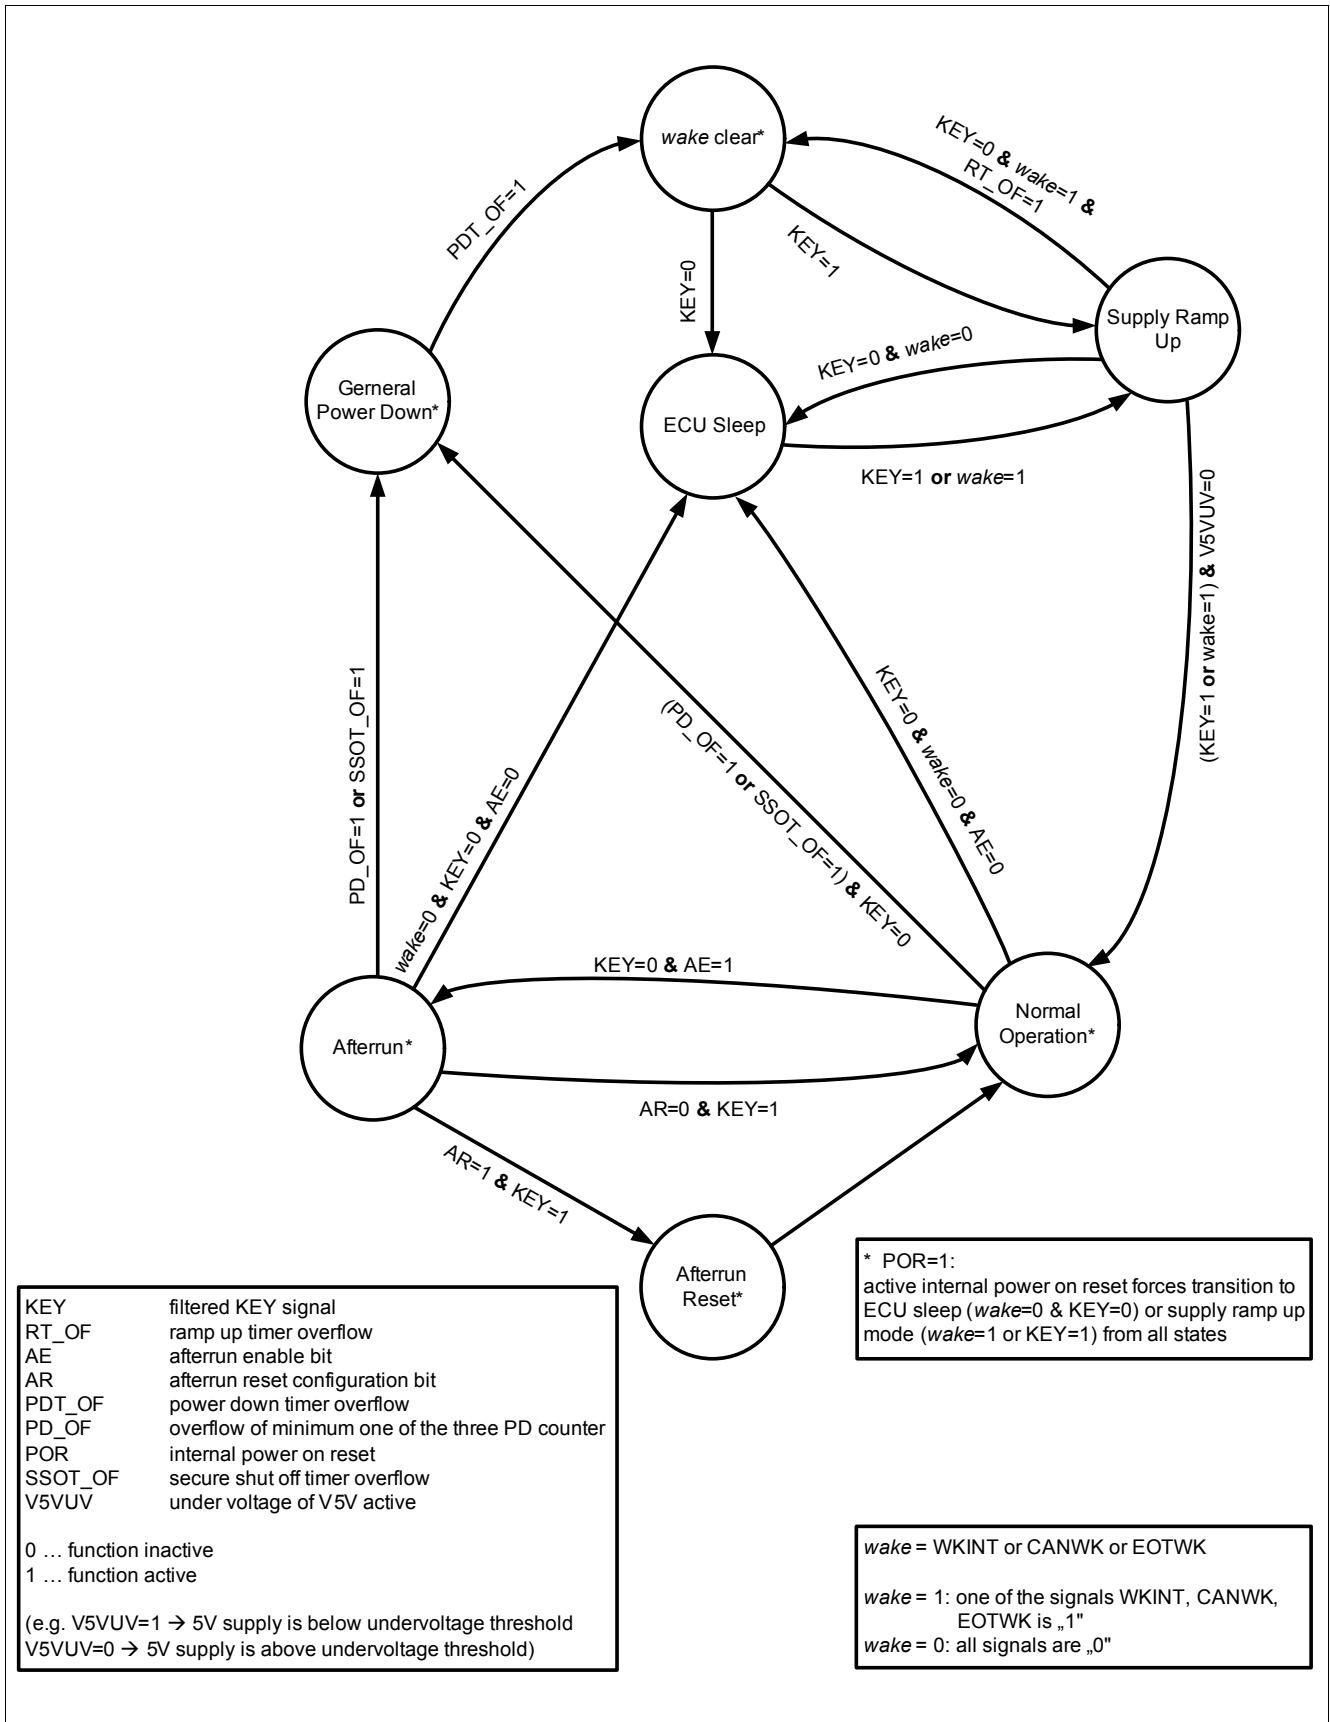 wake clear*
KEY=0 & wake=1 &
RT_OF=1
PDT_OF=1
KEY=1
KEY=0
Supply Ramp
Up
KEY=0 & wake=0
Gerneral
Power Down*
ECU Sleep
KEY=1 or wake=1
(KEY=1 or wake=1) & V5VUV=0
PD_OF=1 or SSOT_OF=1
wake=0 & KEY=0 & AE=0
(PD_OF=1 or SSOT_OF=1) & KEY=0
KEY=0 & wake=0 & AE=0
KEY=0 & AE=1
Normal
Operation*
Afterrun*
AR=0 & KEY=1
AR=1 & KEY=1
Afterrun
Reset*
* POR=1:
active internal power on reset forces transition to
ECU sleep (wake=0 & KEY=0) or supply ramp up
mode (wake=1 or KEY=1) from all states
KEY filtered KEY signal
RT_OF ramp up timer overflow
AE afterrun enable bit
AR afterrun reset configuration bit
PDT_OF power down timer overflow
PD_OF overflow of minimum one of the three PD counter
POR internal power on reset
SSOT_OF secure shut off timer overflow
V5VUV under voltage of V5V active
0 … function inactive
1 … function active
(e.g. V5VUV=1 → 5V supply is below undervoltage threshold
V5VUV=0 → 5V supply is above undervoltage threshold)
wake = WKINT or CANWK or EOTWK
wake = 1: one of the signals WKINT, CANWK,
EOTWK is „1"
wake = 0: all signals are „0"